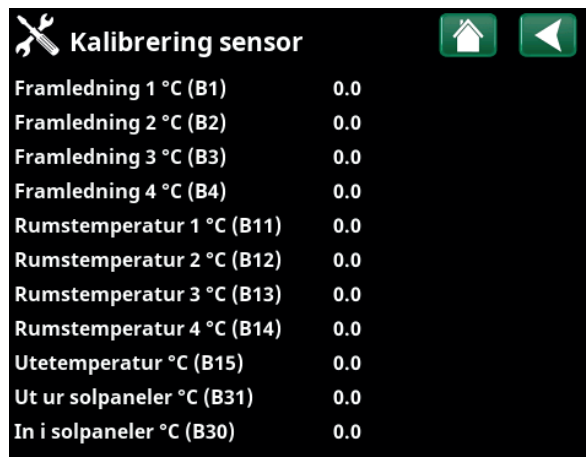 Kalibrering sensor
Framledning 1 °C (B1) 0.0
Framledning 2 °C (B2) 0.0
Framledning 3 °C (B3) 0.0
Framledning 4 °C (B4) 0.0
Rumstemperatur 1 °C (B11) 0.0
Rumstemperatur 2 °C (B12) 0.0
Rumstemperatur 3 °C (B13) 0.0
Rumstemperatur 4 °C (B14) 0.0
Utetemperatur °C (B15) 0.0
Ut ur solpaneler °C (B31) 0.0
In i solpaneler °C (B30) 0.0